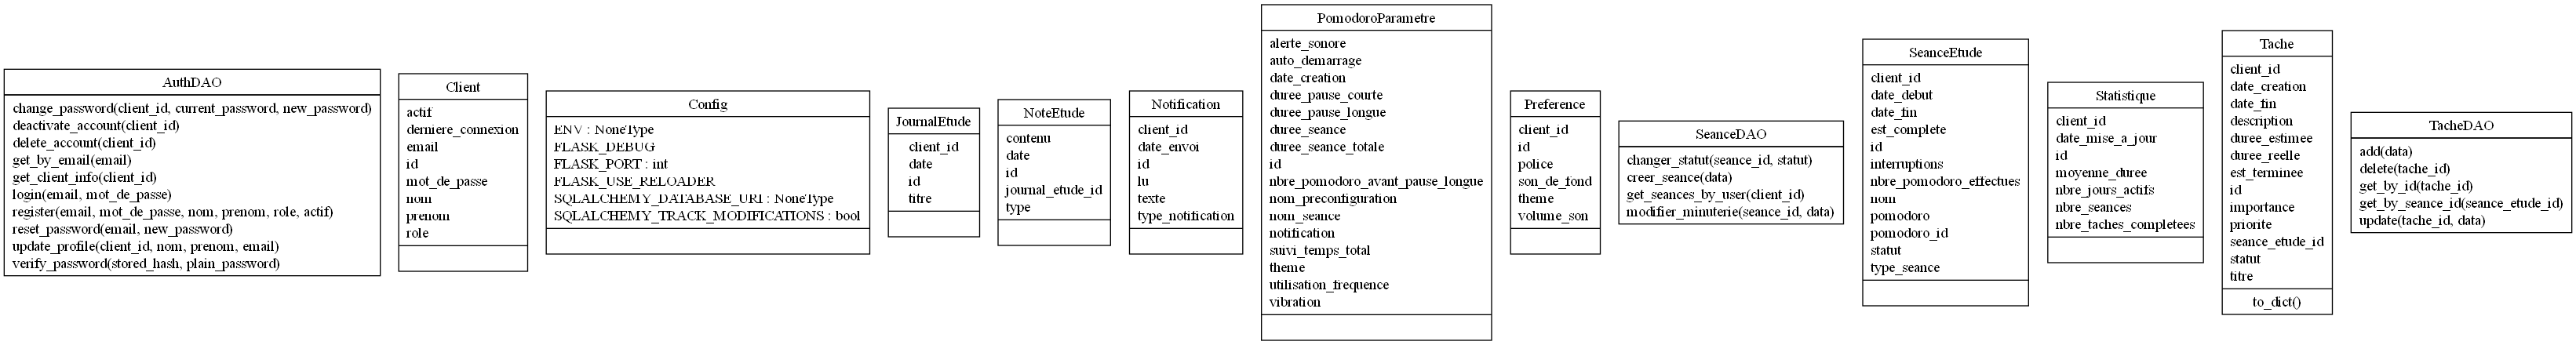 AuthDAO
change_password(client_id, current_password, new_password)
deactivate_account(client_id)
delete_account(client_id)
get_by_email(email)
get_client_info(client_id)
login(email, mot_de_passe)
register(email, mot_de_passe, nom, prenom, role, actif)
reset_password(email, new_password)
update_profile(client_id, nom, prenom, email)
verify_password(stored_hash, plain_password)
Client
actif
derniere_connexion
email
id
mot_de_passe
nom
prenom
role
Config
ENV : NoneType
FLASK_DEBUG
FLASK_PORT : int
FLASK_USE_RELOADER
SQLALCHEMY_DATABASE_URI : NoneType
SQLALCHEMY_TRACK_MODIFICATIONS : bool
JournalEtude
client_id
date
id
titre
NoteEtude
contenu
date
id
journal_etude_id
type
Notification
client_id
date_envoi
id
lu
texte
type_notification
PomodoroParametre
alerte_sonore
auto_demarrage
date_creation
duree_pause_courte
duree_pause_longue
duree_seance
duree_seance_totale
id
nbre_pomodoro_avant_pause_longue
nom_preconfiguration
nom_seance
notification
suivi_temps_total
theme
utilisation_frequence
vibration
Preference
client_id
id
police
son_de_fond
theme
volume_son
SeanceDAO
changer_statut(seance_id, statut)
creer_seance(data)
get_seances_by_user(client_id)
modifier_minuterie(seance_id, data)
SeanceEtude
client_id
date_debut
date_fin
est_complete
id
interruptions
nbre_pomodoro_effectues
nom
pomodoro
pomodoro_id
statut
type_seance
Statistique
client_id
date_mise_a_jour
id
moyenne_duree
nbre_jours_actifs
nbre_seances
nbre_taches_completees
Tache
client_id
date_creation
date_fin
description
duree_estimee
duree_reelle
est_terminee
id
importance
priorite
seance_etude_id
statut
titre
to_dict()
TacheDAO
add(data)
delete(tache_id)
get_by_id(tache_id)
get_by_seance_id(seance_etude_id)
update(tache_id, data)